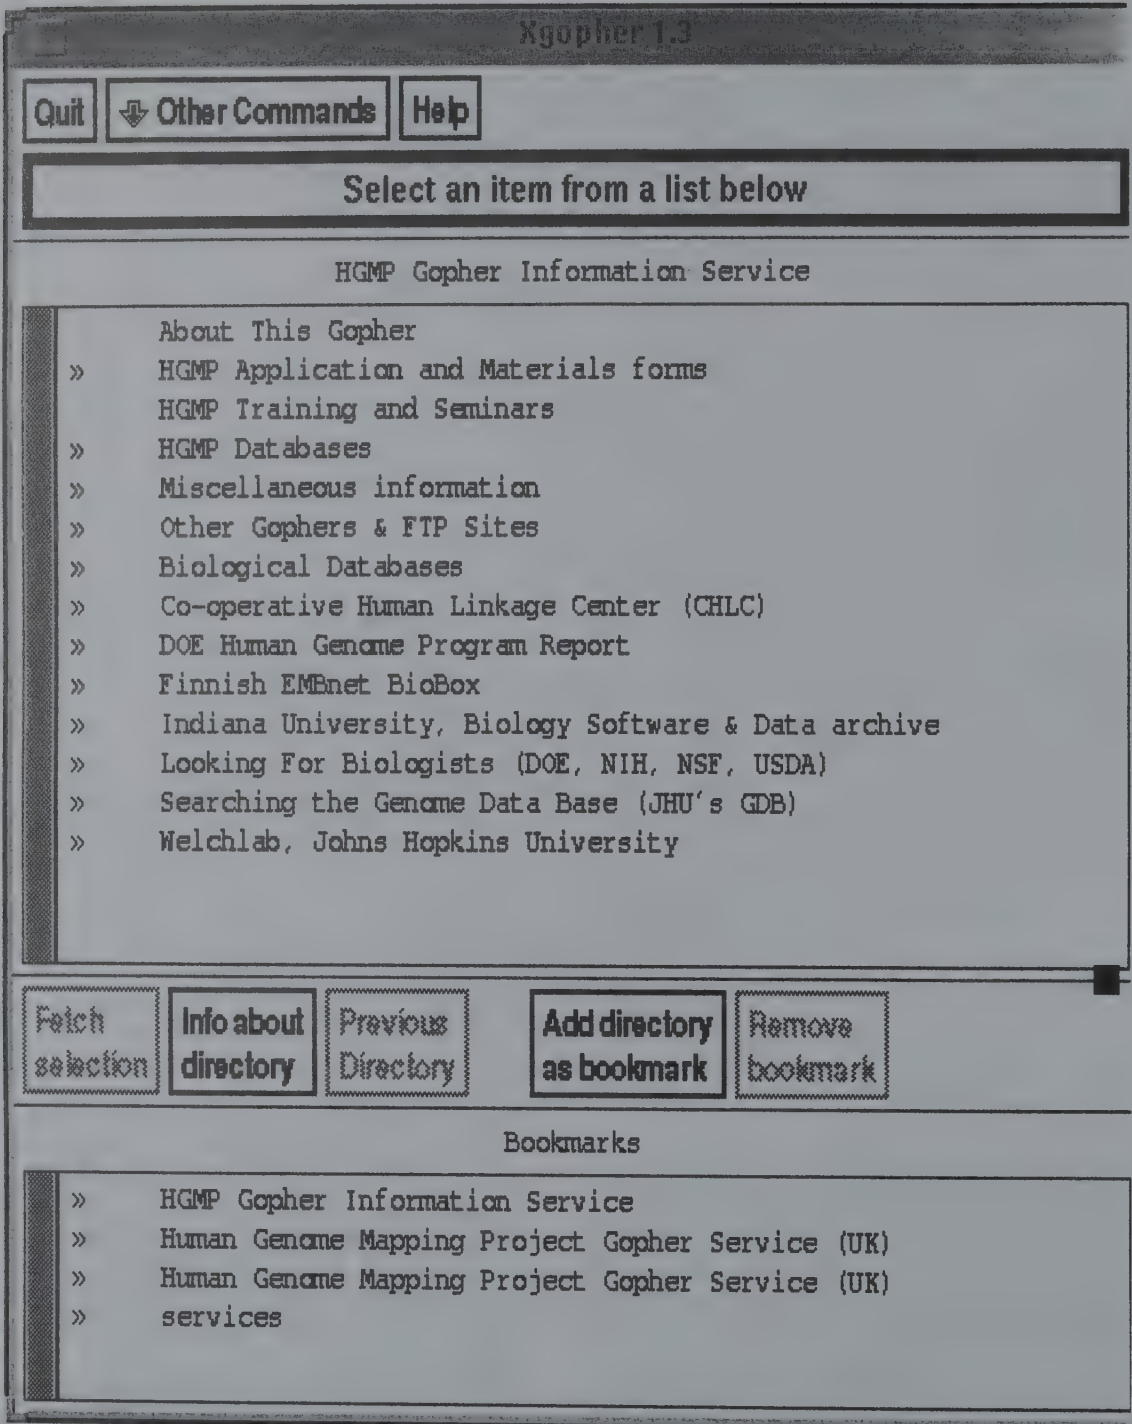 Xgopher 1.3
Quit Other Commands Help
Select an item from a list below
HGMP Gopher Information Service
About This Gopher
» HGMP Application and Materials forms
HGMP Training and Seminars
» HGMP Databases
» Miscellaneous information
» Other Gophers & FTP Sites
» Biological Databases
» Co-operative Human Linkage Center (CHLC)
» DOE Human Genome Program Report
» Finnish EMBnet BioBox
» Indiana University, Biology Software & Data archive
» Looking For Biologists (DOE, NIH, NSF, USDA)
» Searching the Genome Data Base (JHU's GDB)
» Welchlab, Johns Hopkins University
Fetch selection
Info about directory
Previous Directory
Add directory as bookmark
Remove bookmark
Bookmarks
» HGMP Gopher Information Service
» Human Genome Mapping Project Gopher Service (UK)
» Human Genome Mapping Project Gopher Service (UK)
» services